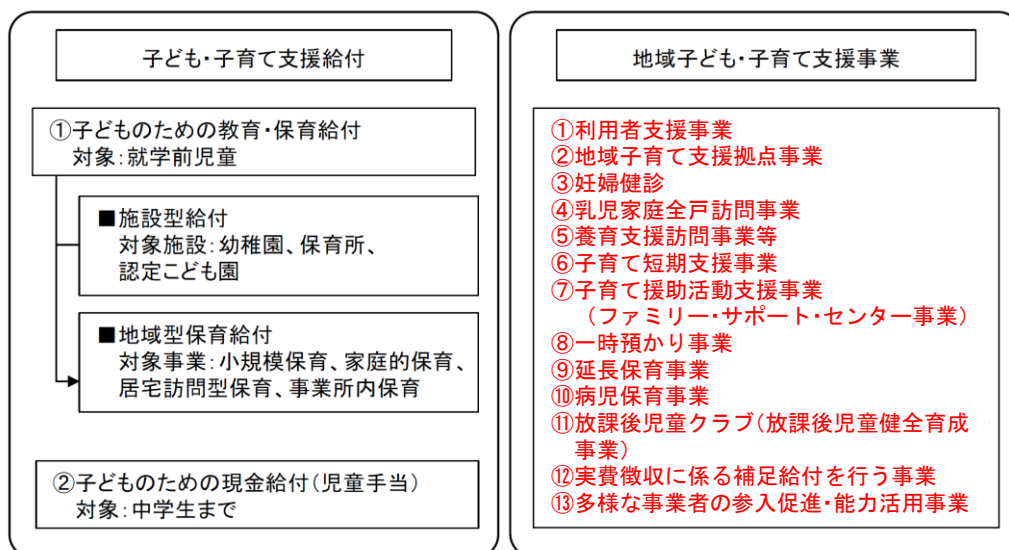 子ども・子育て支援給付
①子どものための教育・保育給付
対象：就学前児童
■施設型給付
対象施設：幼稚園、保育所、
認定こども園
■地域型保育給付
対象事業：小規模保育、家庭的保育、
居宅訪問型保育、事業所内保育
②子どものための現金給付（児童手当）
対象：中学生まで
地域子ども・子育て支援事業
①利用者支援事業
②地域子育て支援拠点事業
③妊婦健診
④乳児家庭全戸訪問事業
⑤養育支援訪問事業等
⑥子育て短期支援事業
⑦子育て援助活動支援事業
（ファミリー・サポート・センター事業）
⑧一時預かり事業
⑨延長保育事業
⑩病児保育事業
⑪放課後児童クラブ（放課後児童健全育成
事業）
⑫実費徴収に係る補足給付を行う事業
⑬多様な事業者の参入促進・能力活用事業